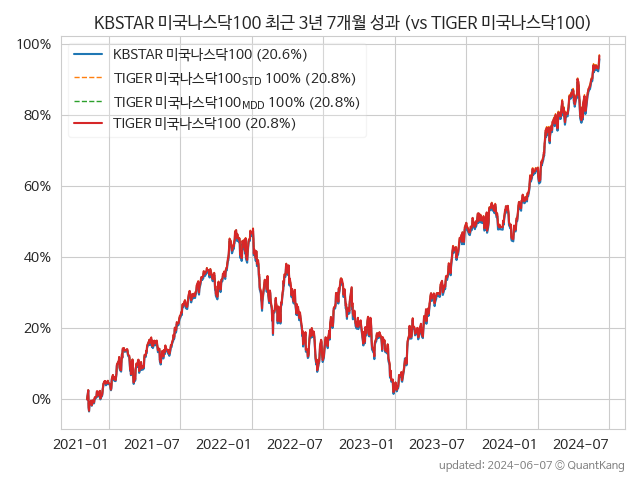 KBSTAR 미국나스닥100 최근 3년 7개월 성과 (vs TIGER 미국나스닥100)
100%
80%
60%
40%
20%
0%
KBSTAR 미국나스닥100 (20.6%)
TIGER 미국나스닥100STD 100% (20.8%)
TIGER 미국나스닥100MDD 100% (20.8%)
TIGER 미국나스닥100 (20.8%)
2021-01 2021-07 2022-01 2022-07 2023-01 2023-07 2024-01 2024-07
updated: 2024-06-07 © QuantKang